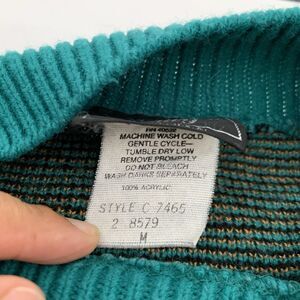 RN 40682
MACHINE WASH COLD
GENTLE CYCLE—
TUMBLE DRY LOW
REMOVE PROMPTLY
DO NOT BLEACH
WASH DARKS SEPARATELY
100% ACRYLIC
STYLE C 7465
2 8579
M